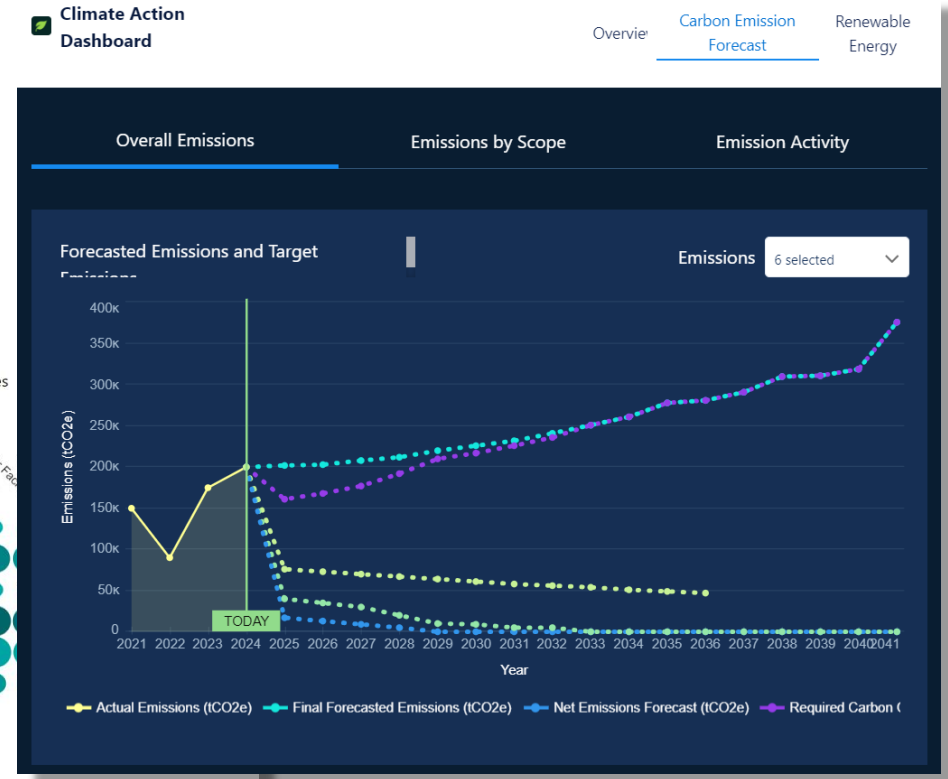 Climate Action
Dashboard
Overvie
Carbon Emission
Forecast
Renewable
Energy
Overall Emissions
Emissions by Scope
Emission Activity
Forecasted Emissions and Target
Emissions
Emissions
6 selected
400K
350K
300K
250K
200K
150K
100K
50K
0
Emissions (tCO2e)
TODAY
2021 2022 2023 2024 2025 2026 2027 2028 2029 2030 2031 2032 2033 2034 2035 2036 2037 2038 2039 2040 2041
Year
Actual Emissions (tCO2e) Final Forecasted Emissions (tCO2e) Net Emissions Forecast (tCO2e) Required Carbon